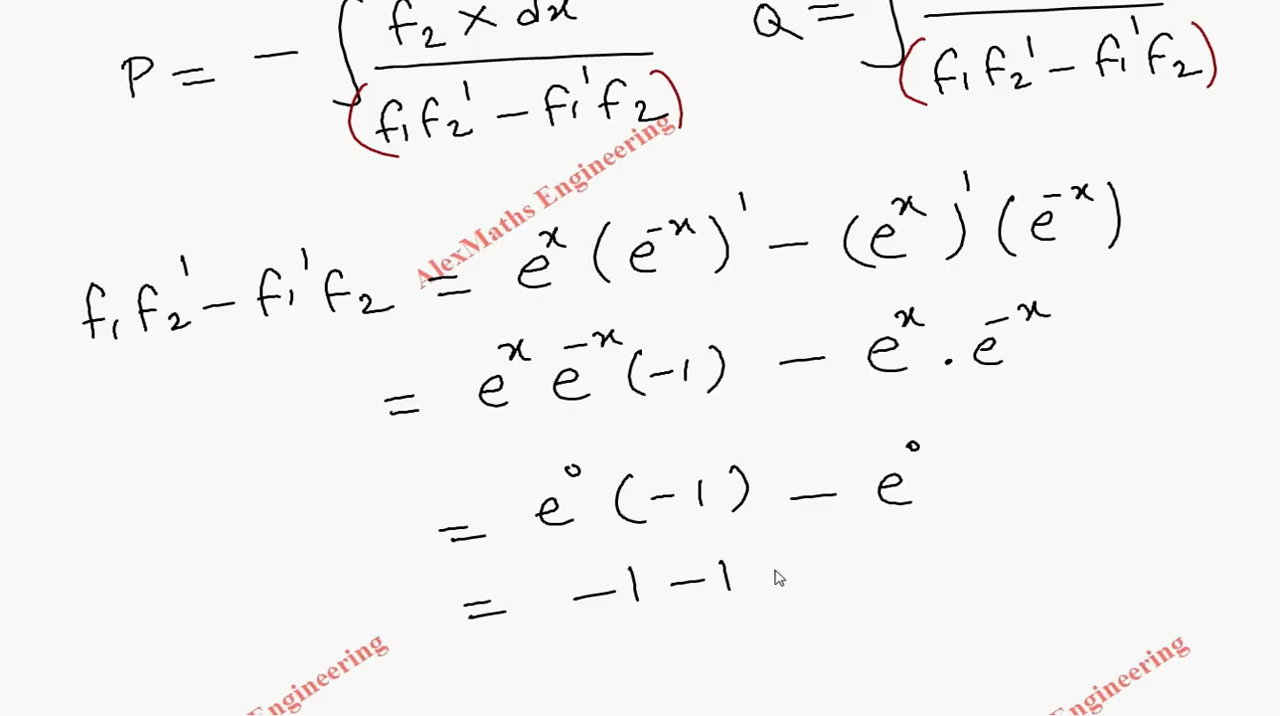 P = - ∫ f₂ X dx / (f₁f₂' - f₁'f₂) Q = ∫ / (f₁f₂' - f₁'f₂)
AlexMaths Engineering
f₁f₂' - f₁'f₂ = eˣ (e⁻ˣ)' - (eˣ)' (e⁻ˣ)
= eˣ e⁻ˣ (-1) - eˣ . e⁻ˣ
= e⁰ (-1) - e⁰
= -1 -1
Engineering
Engineering